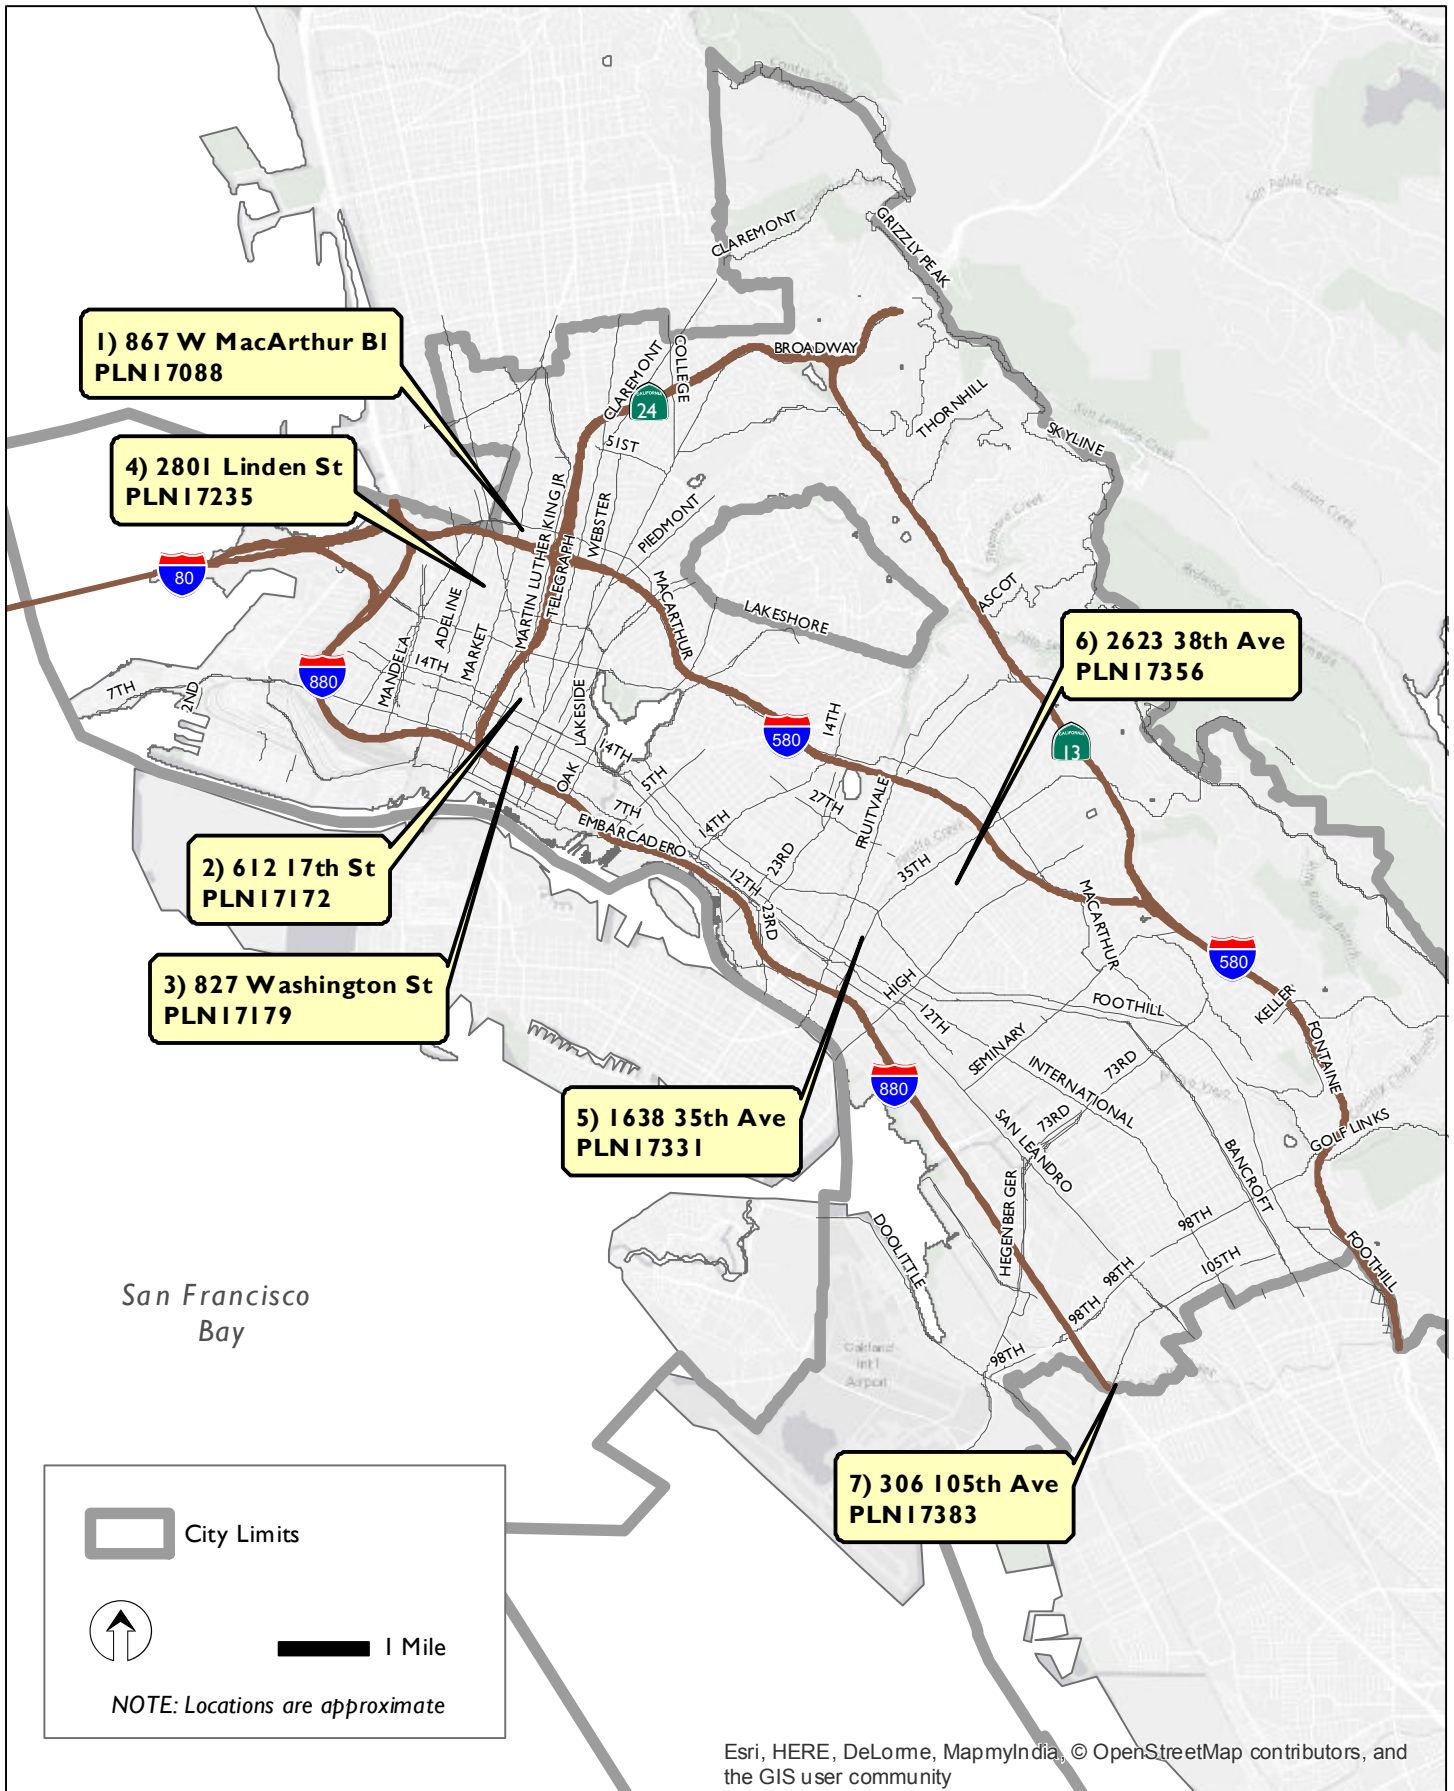 CLAREMONT
GRIZZLY PEAK
1) 867 W MacArthur Bl
PLN17088
BROADWAY
COLLEGE
CLAREMONT
CALIFORNIA
24
THORNHILL
SKYLINE
51ST
4) 2801 Linden St
PLN17235
MARTIN LUTHER KING JR
TELEGRAPH
WEBSTER
PIEDMONT
80
MACARTHUR
LAKESHORE
ASCOT
ADELINE
MANDELA
MARKET
14TH
6) 2623 38th Ave
PLN17356
880
7TH
2ND
LAKESIDE
OAK
14TH
5TH
7TH
580
14TH
CALIFORNIA
13
27TH
FRUITVALE
EMBARCADERO
14TH
23RD
12TH
23RD
35TH
2) 612 17th St
PLN17172
MACARTHUR
580
3) 827 Washington St
PLN17179
HIGH
12TH
FOOTHILL
KELLER
FONTAINE
SEMINARY
73RD
INTERNATIONAL
880
5) 1638 35th Ave
PLN17331
73RD
SAN LEANDRO
GOLF LINKS
BANCROFT
HEGENBERGER
DOOLITTLE
98TH
105TH
FOOTHILL
98TH
98TH
98TH
San Francisco
Bay
Oakland
Int'l
Airport
7) 306 105th Ave
PLN17383
City Limits
1 Mile
NOTE: Locations are approximate
Esri, HERE, DeLorme, MapmyIndia, © OpenStreetMap contributors, and
the GIS user community